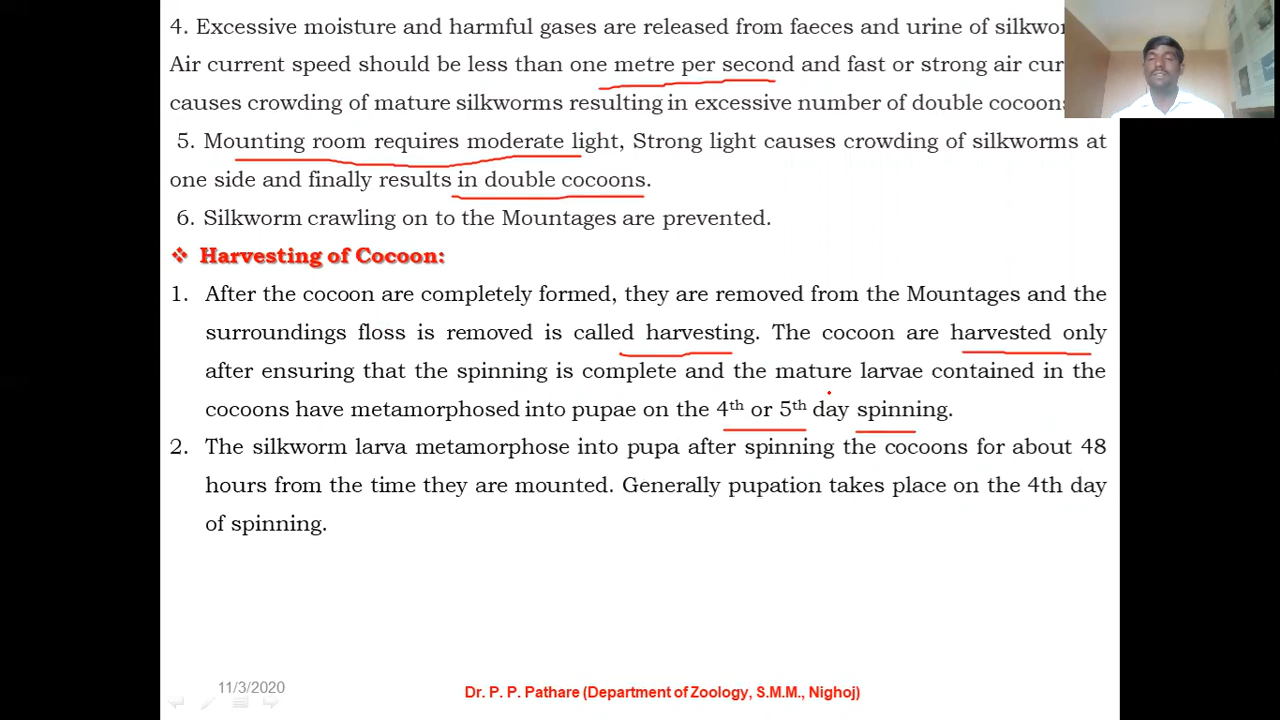 4. Excessive moisture and harmful gases are released from faeces and urine of
Air current speed should be less than one metre per second and fast or strong air
causes crowding of mature silkworms resulting in excessive number of double cocoons
5. Mounting room requires moderate light, Strong light causes crowding of silkworms at
one side and finally results in double cocoons.
6. Silkworm crawling on to the Mountages are prevented.
❖ Harvesting of Cocoon:
1. After the cocoon are completely formed, they are removed from the Mountages and the
surroundings floss is removed is called harvesting. The cocoon are harvested only
after ensuring that the spinning is complete and the mature larvae contained in the
cocoons have metamorphosed into pupae on the 4th or 5th day spinning.
2. The silkworm larva metamorphose into pupa after spinning the cocoons for about 48
hours from the time they are mounted. Generally pupation takes place on the 4th day
of spinning.
11/3/2020
Dr. P. P. Pathare (Department of Zoology, S.M.M., Nighoj)